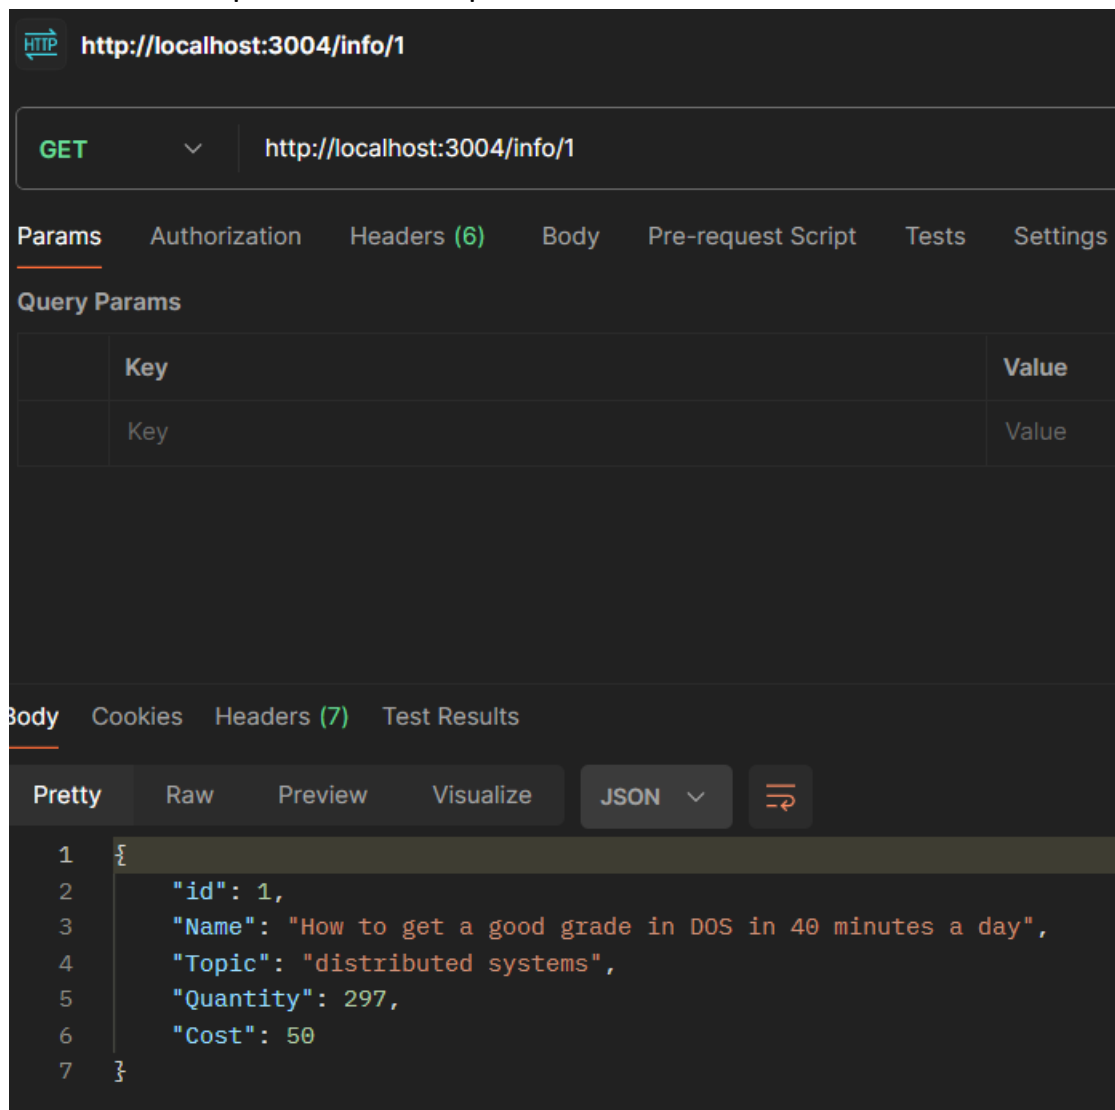 HTTP http://localhost:3004/info/1
GET http://localhost:3004/info/1
Params Authorization Headers (6) Body Pre-request Script Tests Settings
Query Params
Key Value
Key Value
Body Cookies Headers (7) Test Results
Pretty Raw Preview Visualize JSON
1 {
2 "id": 1,
3 "Name": "How to get a good grade in DOS in 40 minutes a day",
4 "Topic": "distributed systems",
5 "Quantity": 297,
6 "Cost": 50
7 }